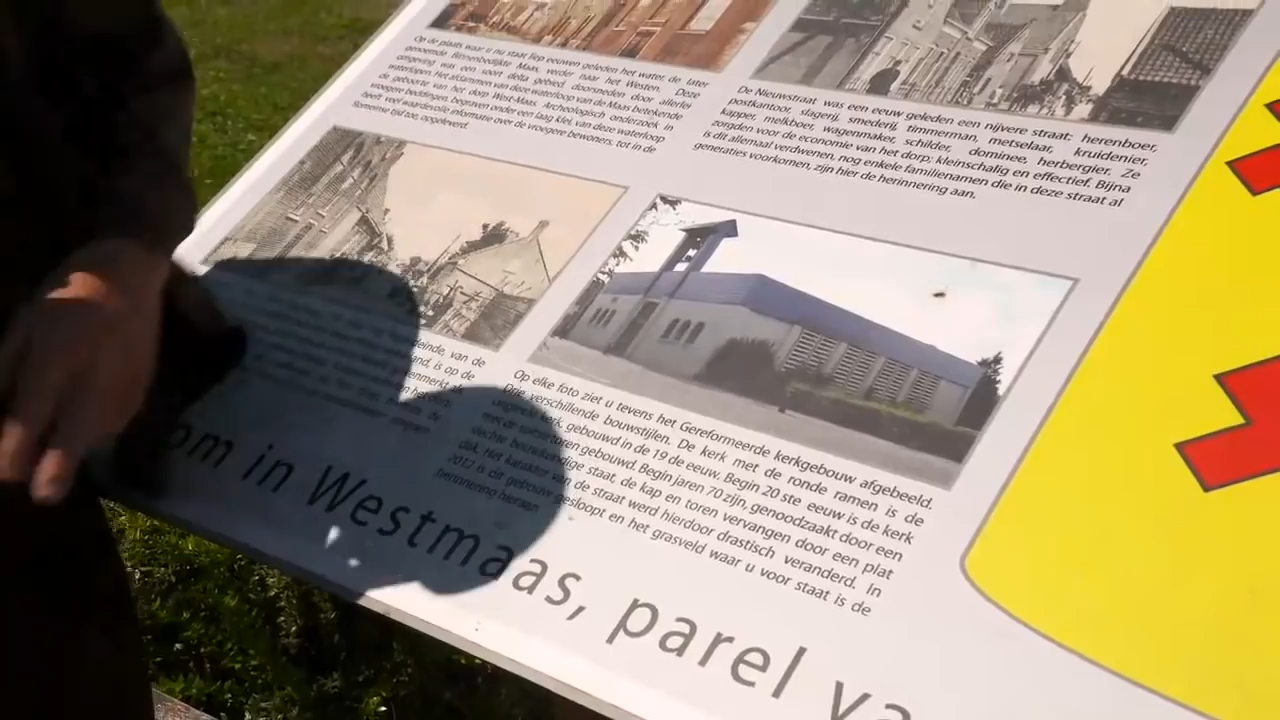 Op de plaats waar u nu staat liep eeuwen geleden het water, de later
genoemde Binnenbedijkte Maas, verder naar het Westen. Deze
omgeving was een soort delta gebied, doorsneden door allerlei
waterlopen. Het afdammen van deze waterloop van de Maas betekende
de geboorte van het dorp West-Maas. Archeologisch onderzoek in
vroegere beddingen, begraven onder een laag klei, van deze waterloop
heeft veel waardevolle informatie over de vroegere bewoners, tot in de
Romeinse tijd toe, opgeleverd.
De Nieuwstraat was een eeuw geleden een nijvere straat: herenboer,
postkantoor, slagerij, smederij, timmerman, metselaar, kruidenier,
kapper, melkboer, wagenmaker, schilder, dominee, herbergier. Ze
zorgden voor de economie van het dorp; kleinschalig en effectief. Bijna
is dit allemaal verdwenen, nog enkele familienamen die in deze straat al
generaties voorkomen, zijn hier de herinnering aan.
einde, van de
and, is op de
enmerkt
Op elke foto ziet u tevens het Gereformeerde kerkgebouw afgebeeld.
Drie verschillende bouwstijlen. De kerk met de ronde ramen is de
kerk, gebouwd in de 19 de eeuw. Begin 20 ste eeuw is de kerk
met de toren gebouwd. Begin jaren 70 zijn, genoodzaakt door een
slechte bouwkundige staat, de kap en toren vervangen door een plat
dak. Het karakter van de straat werd hierdoor drastisch veranderd. In
2012 is dit gebouw gesloopt en het grasveld waar u voor staat is de
herinnering hieraan
om in Westmaas, parel va